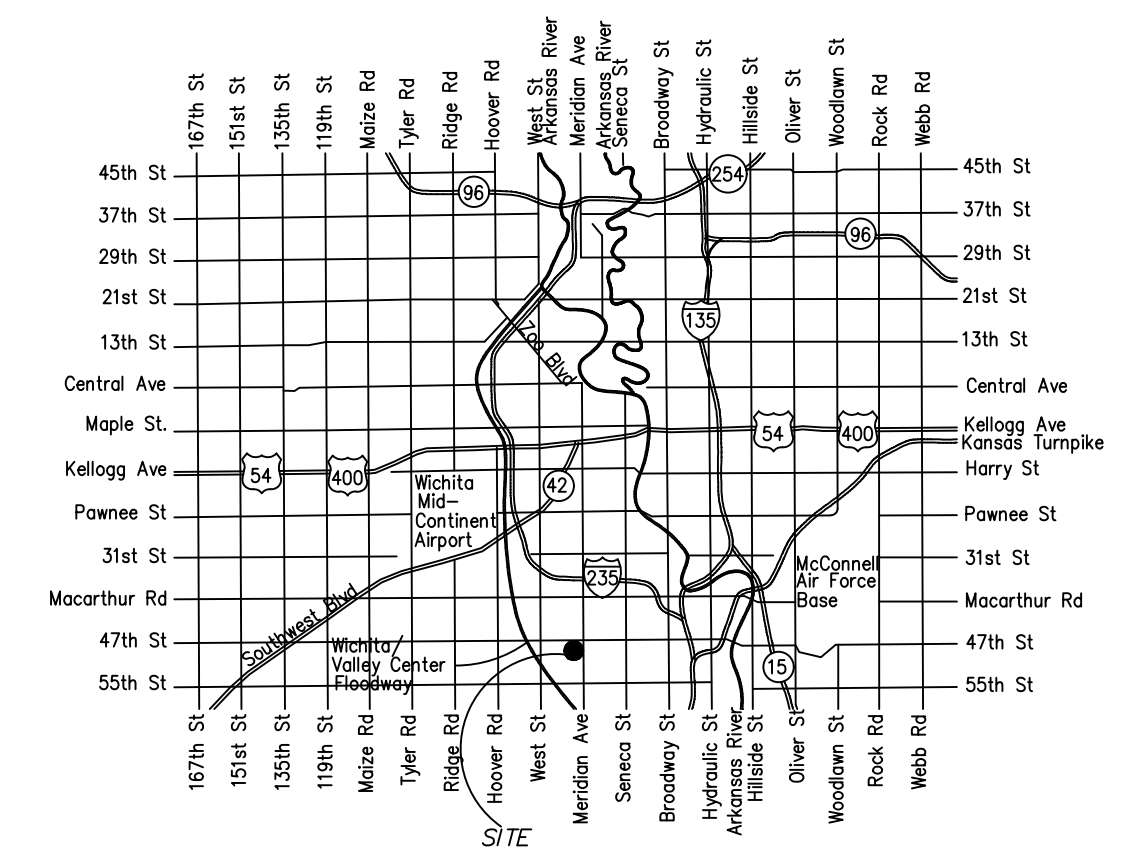 167th St
151st St
135th St
119th St
Maize Rd
Tyler Rd
Ridge Rd
Hoover Rd
West St
Arkansas River
Meridian Ave
Arkansas River
Seneca St
Broadway St
Hydraulic St
Hillside St
Oliver St
Woodlawn St
Rock Rd
Webb Rd
45th St
96
254
45th St
37th St
37th St
96
29th St
29th St
21st St
21st St
135
13th St
Zoo Blvd
13th St
Central Ave
Central Ave
Maple St.
54
400
Kellogg Ave
Kansas Turnpike
Kellogg Ave
54
400
Harry St
42
Wichita
Mid-
Continent
Airport
Pawnee St
Pawnee St
31st St
31st St
235
McConnell
Air Force
Base
Macarthur Rd
Macarthur Rd
Southwest Blvd
47th St
47th St
Wichita/
Valley Center
Floodway
15
55th St
55th St
167th St
151st St
135th St
119th St
Maize Rd
Tyler Rd
Ridge Rd
Hoover Rd
West St
Meridian Ave
Seneca St
Broadway St
Hydraulic St
Arkansas River
Hillside St
Oliver St
Woodlawn St
Rock Rd
Webb Rd
SITE